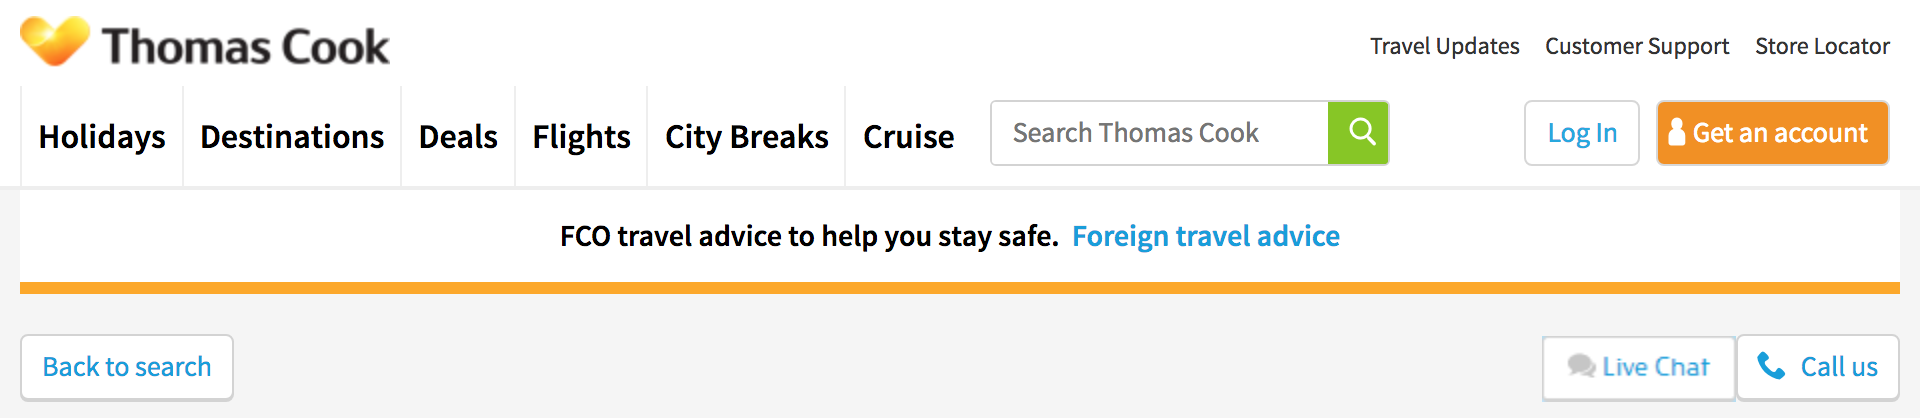 Thomas Cook
Travel Updates Customer Support Store Locator
Holidays Destinations Deals Flights City Breaks Cruise Search Thomas Cook Log In Get an account
FCO travel advice to help you stay safe. Foreign travel advice
Back to search Live Chat Call us